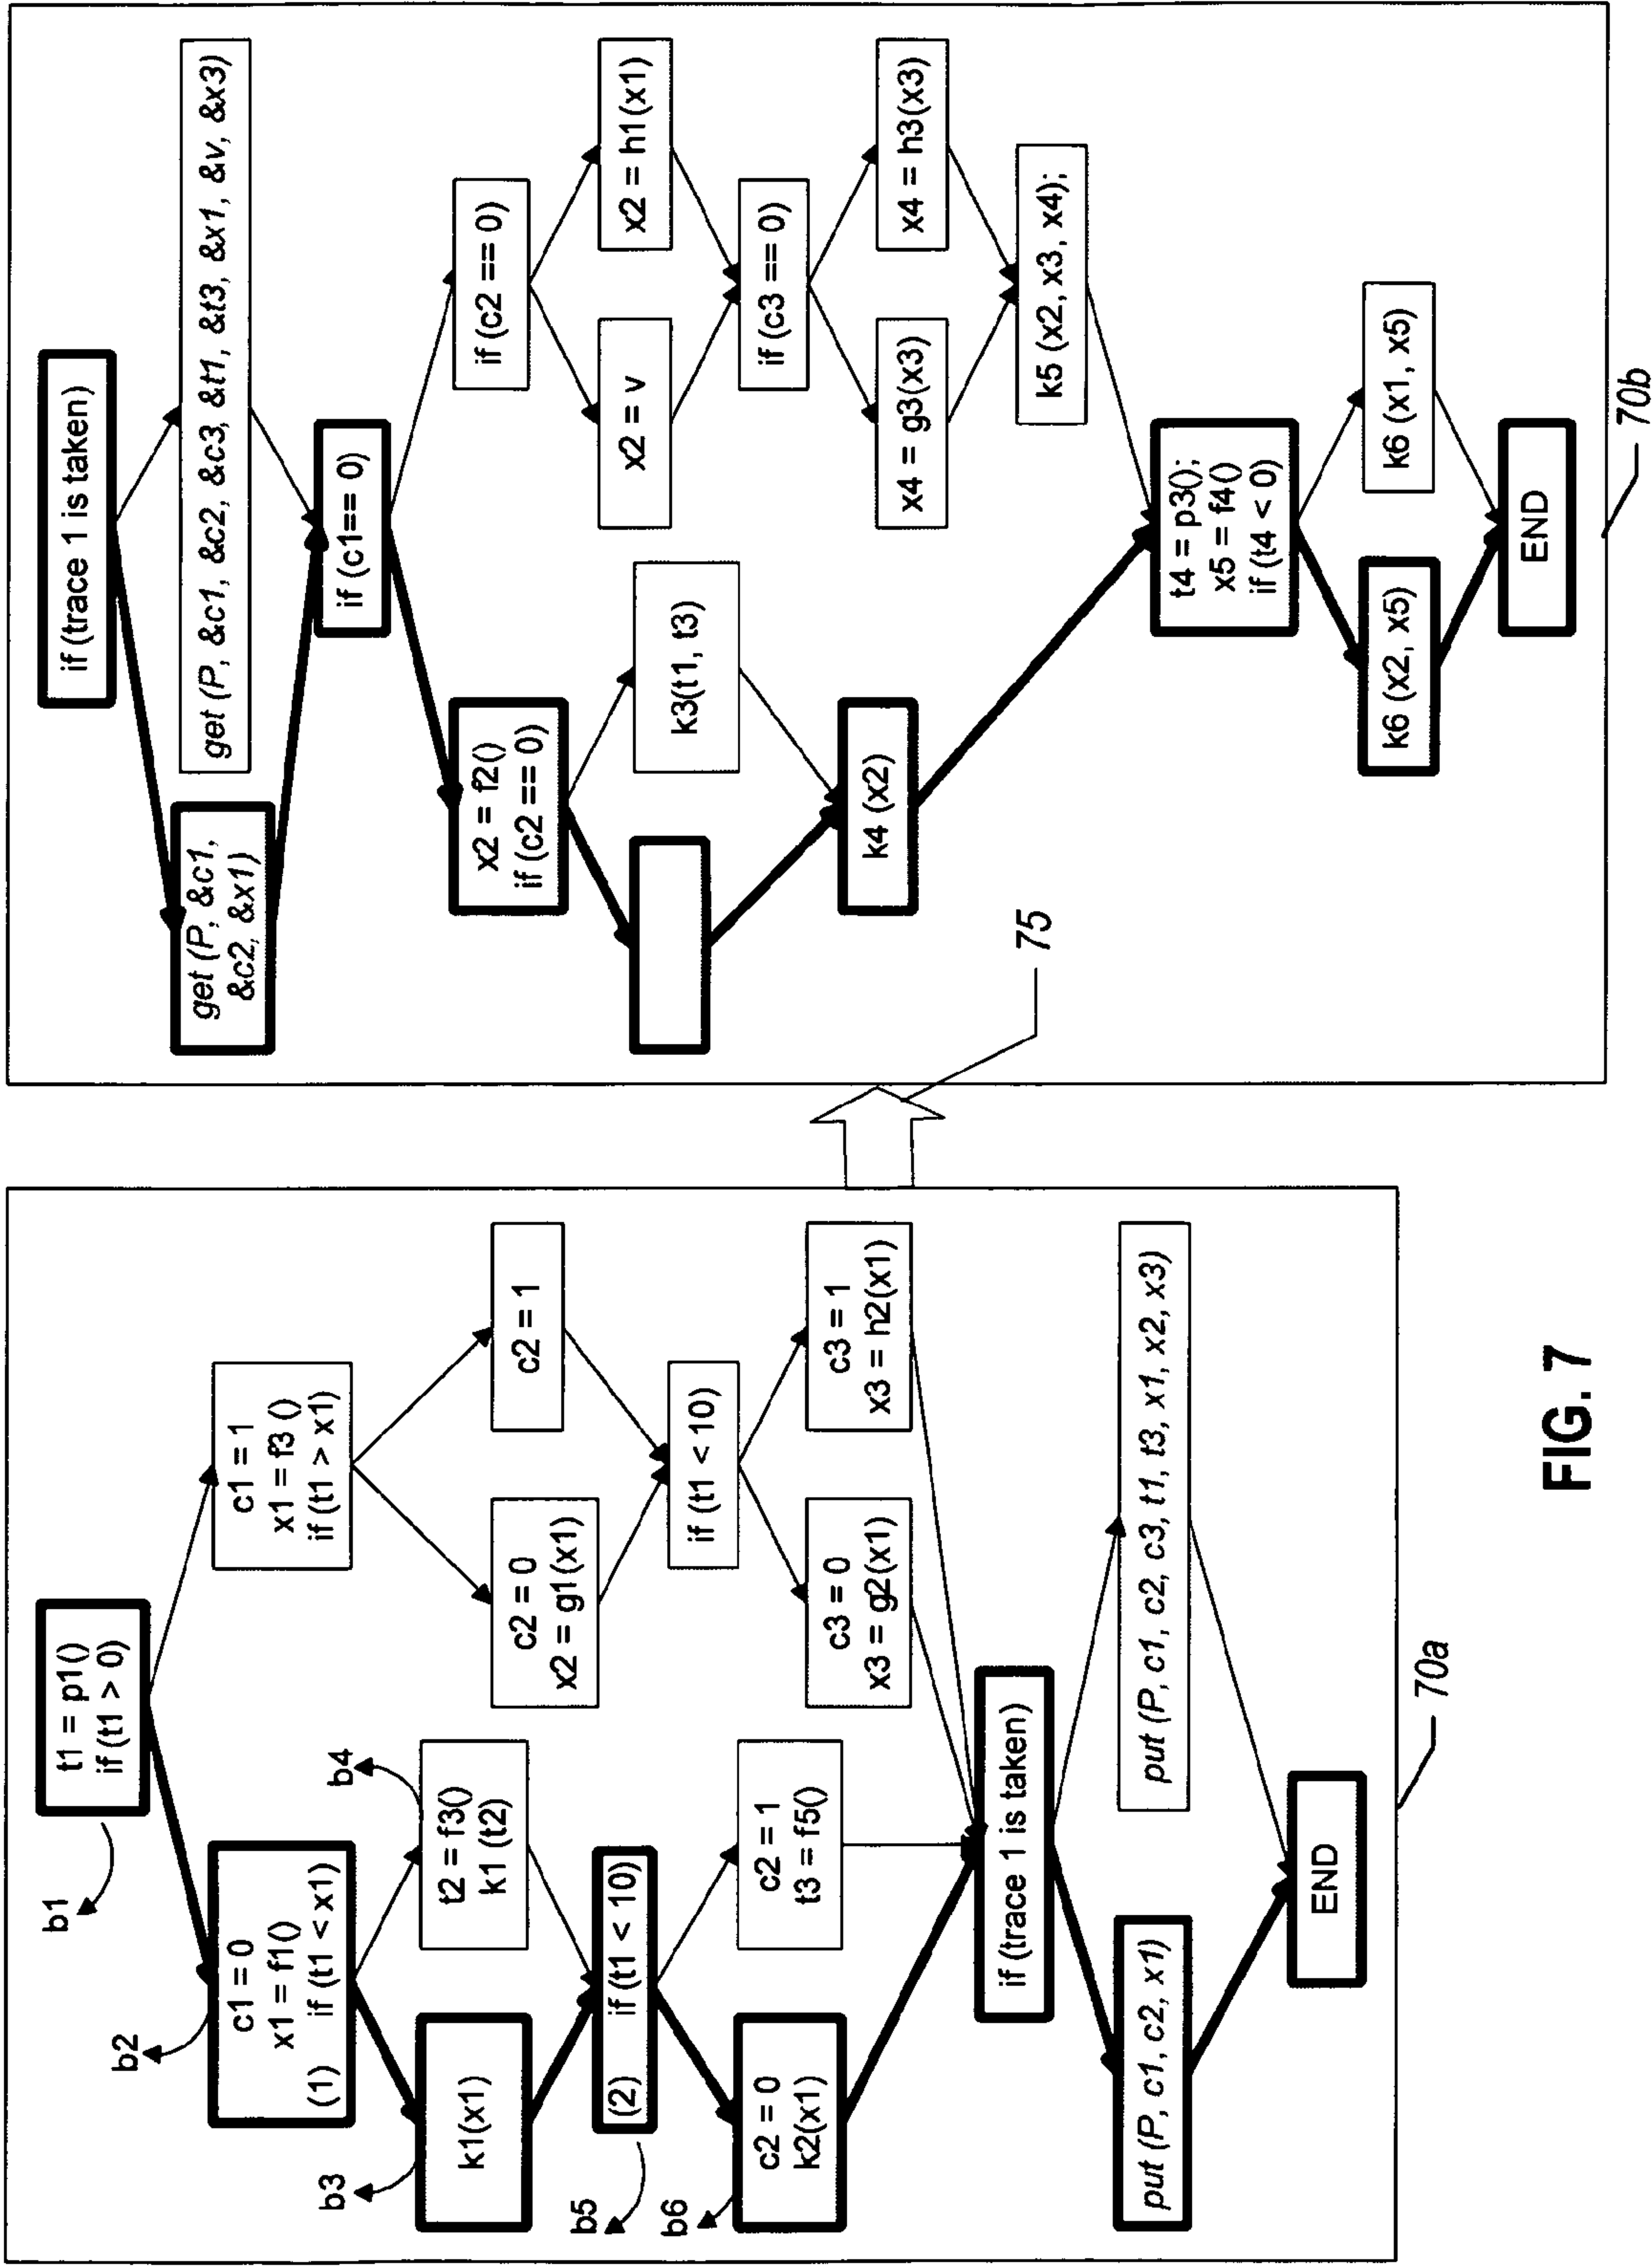 t1 = p1()
if (t1 > 0)
b1
c1 = 0
x1 = f1()
(1) if (t1 < x1)
b2
c1 = 1
x1 = f3 ()
if (t1 > x1)
k1(x1)
b3
t2 = f3()
k1 (t2)
b4
c2 = 0
x2 = g1(x1)
c2 = 1
(2) if (t1 < 10)
b5
if (t1 < 10)
c2 = 0
k2(x1)
b6
c2 = 1
t3 = f5()
c3 = 0
x3 = g2(x1)
c3 = 1
x3 = h2(x1)
if (trace 1 is taken)
put (P, c1, c2, x1)
put (P, c1, c2, c3, t1, t3, x1, x2, x3)
END
70a
75
if (trace 1 is taken)
get (P, &c1,
&c2, &x1)
get (P, &c1, &c2, &c3, &t1, &t3, &x1, &v, &x3)
if (c1== 0)
x2 = f2()
if (c2 == 0)
if (c2 == 0)
k3(t1, t3)
x2 = v
x2 = h1(x1)
if (c3 == 0)
k4 (x2)
x4 = g3(x3)
x4 = h3(x3)
k5 (x2, x3, x4);
t4 = p3();
x5 = f4()
if (t4 < 0)
k6 (x2, x5)
k6 (x1, x5)
END
70b
FIG. 7